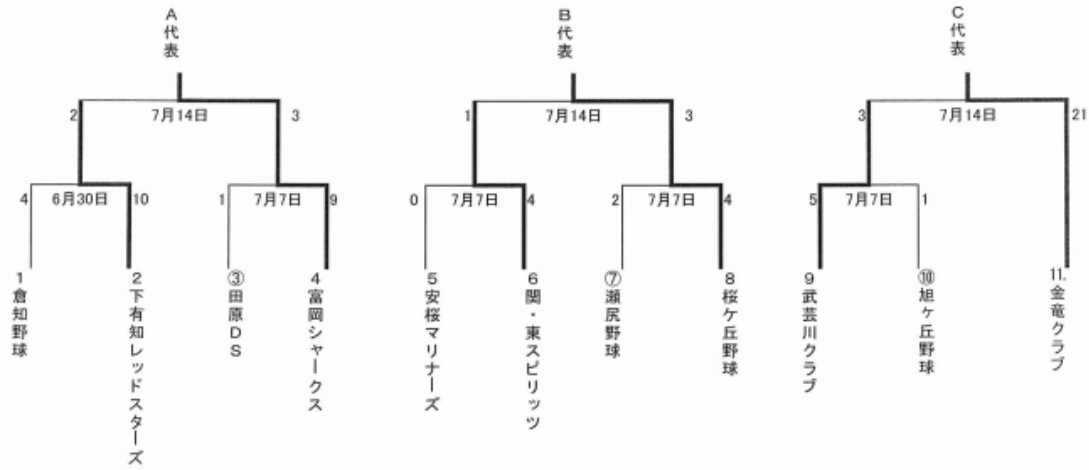 A代表
B代表
C代表
2 7月14日 3
1 7月14日 3
3 7月14日 21
4 6月30日 10
1 7月7日 9
0 7月7日 4
2 7月7日 4
5 7月7日 1
1倉知野球
2下有知レッドスターズ
③田原DS
4富岡シャークス
5安桜マリナーズ
6関・東スピリッツ
⑦瀬尻野球
8桜ケ丘野球
9武芸川クラブ
⑩旭ヶ丘野球
11.金竜クラブ